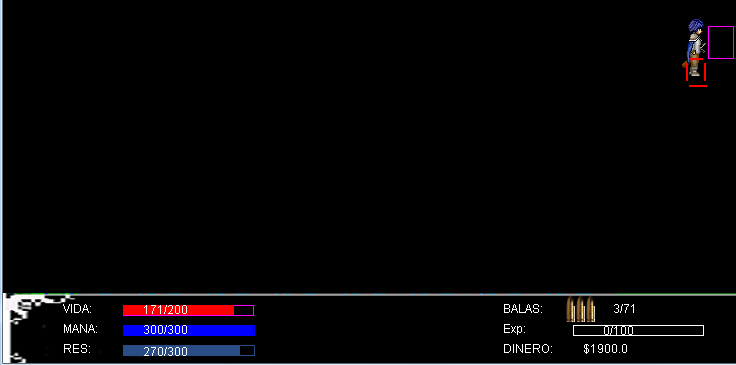 VIDA: 171/200 BALAS: 3/71
MANA: 300/300 Exp: 0/100
RES: 270/300 DINERO: $1900.0